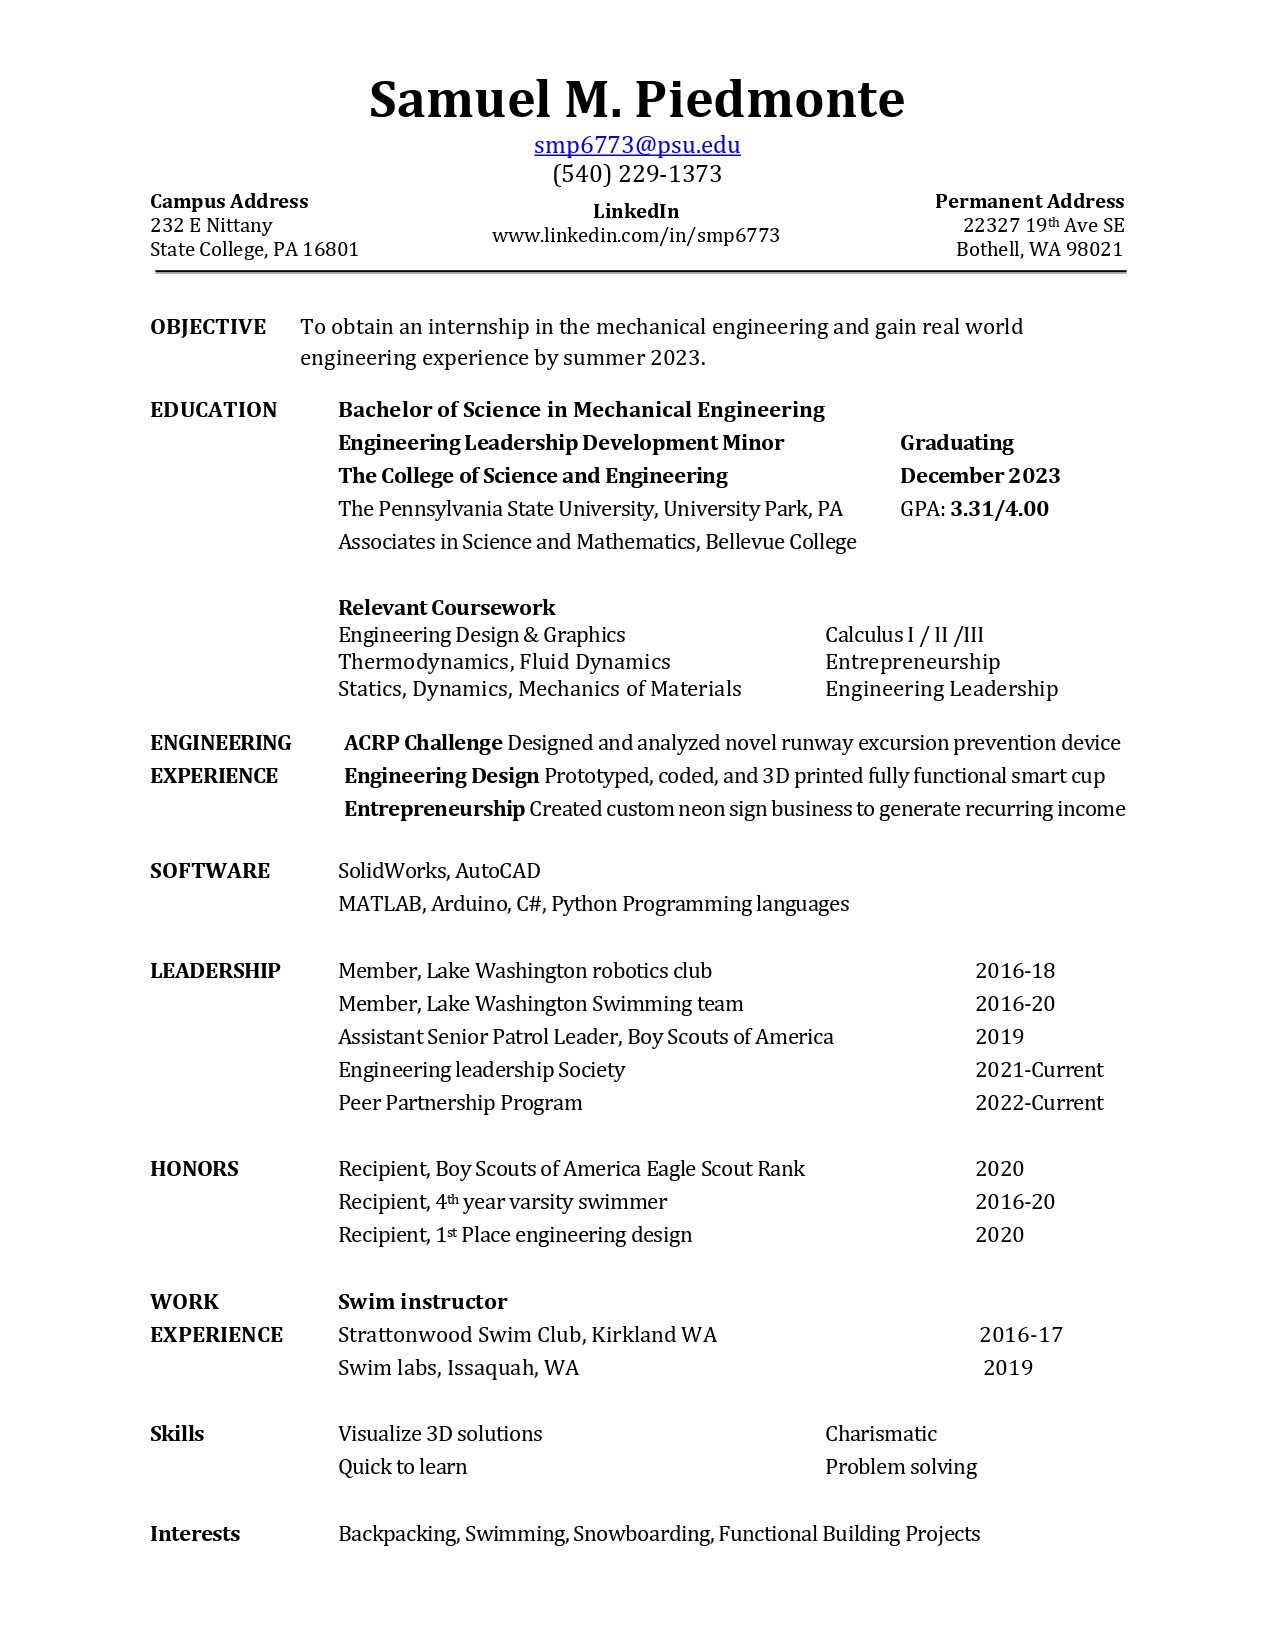 Samuel M. Piedmonte
smp6773@psu.edu
(540) 229-1373
Campus Address
232 E Nittany
State College, PA 16801
LinkedIn
www.linkedin.com/in/smp6773
Permanent Address
22327 19th Ave SE
Bothell, WA 98021
OBJECTIVE To obtain an internship in the mechanical engineering and gain real world
engineering experience by summer 2023.
EDUCATION Bachelor of Science in Mechanical Engineering
Engineering Leadership Development Minor Graduating
The College of Science and Engineering December 2023
The Pennsylvania State University, University Park, PA GPA: 3.31/4.00
Associates in Science and Mathematics, Bellevue College
Relevant Coursework
Engineering Design & Graphics Calculus I / II /III
Thermodynamics, Fluid Dynamics Entrepreneurship
Statics, Dynamics, Mechanics of Materials Engineering Leadership
ENGINEERING ACRP Challenge Designed and analyzed novel runway excursion prevention device
EXPERIENCE Engineering Design Prototyped, coded, and 3D printed fully functional smart cup
Entrepreneurship Created custom neon sign business to generate recurring income
SOFTWARE SolidWorks, AutoCAD
MATLAB, Arduino, C#, Python Programming languages
LEADERSHIP Member, Lake Washington robotics club 2016-18
Member, Lake Washington Swimming team 2016-20
Assistant Senior Patrol Leader, Boy Scouts of America 2019
Engineering leadership Society 2021-Current
Peer Partnership Program 2022-Current
HONORS Recipient, Boy Scouts of America Eagle Scout Rank 2020
Recipient, 4th year varsity swimmer 2016-20
Recipient, 1st Place engineering design 2020
WORK Swim instructor
EXPERIENCE Strattonwood Swim Club, Kirkland WA 2016-17
Swim labs, Issaquah, WA 2019
Skills Visualize 3D solutions Charismatic
Quick to learn Problem solving
Interests Backpacking, Swimming, Snowboarding, Functional Building Projects